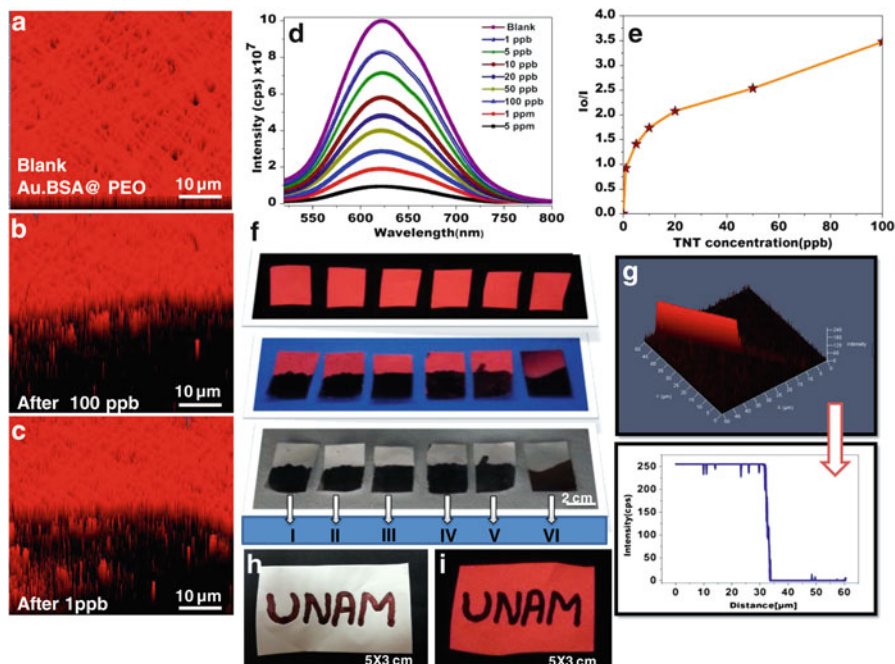 a
Blank
Au.BSA@ PEO
10 µm
b
After 100 ppb
10 µm
c
After 1ppb
10 µm
d
Intensity (cps) ×10⁷
10
8
6
4
2
0
550
600
650
700
750
800
Wavelength(nm)
Blank
1 ppb
5 ppb
10 ppb
20 ppb
50 ppb
100 ppb
1 ppm
5 ppm
e
Io/I
4.0
3.5
3.0
2.5
2.0
1.5
1.0
0.5
0.0
0
20
40
60
80
100
TNT concentration(ppb)
f
2 cm
I
II
III
IV
V
VI
g
Intensity
Intensity(cps)
250
200
150
100
50
0
0
10
20
30
40
50
60
Distance[µm]
h
UNAM
5X3 cm
i
UNAM
5X3 cm